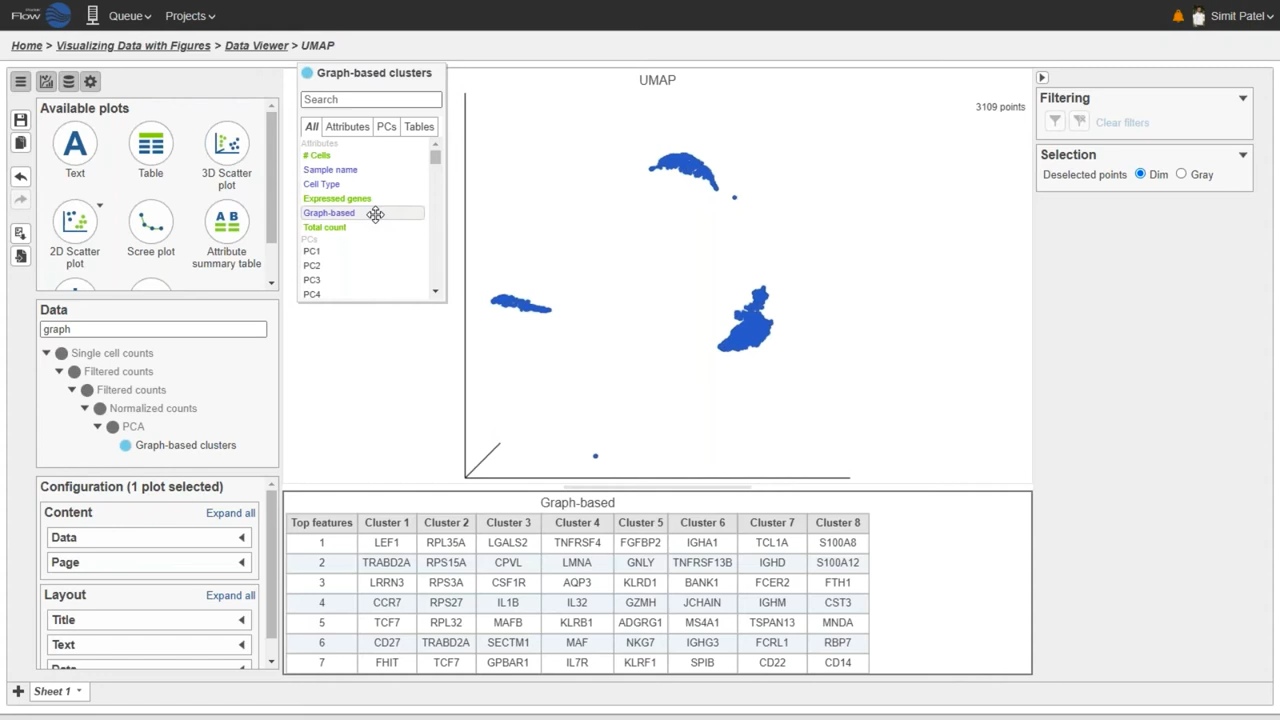 Flow Queue Projects Simit Patel
Home > Visualizing Data with Figures > Data Viewer > UMAP
Available plots
Text Table 3D Scatter plot
2D Scatter plot Scree plot Attribute summary table
Data
graph
Single cell counts
Filtered counts
Filtered counts
Normalized counts
PCA
Graph-based clusters
Configuration (1 plot selected)
Content Expand all
Data
Page
Layout Expand all
Title
Text
Sheet 1
Graph-based clusters
Search
All Attributes PCs Tables
Attributes
# Cells
Sample name
Cell Type
Expressed genes
Graph-based
Total count
PCs
PC1
PC2
PC3
PC4
UMAP
3109 points
Graph-based
Top features Cluster 1 Cluster 2 Cluster 3 Cluster 4 Cluster 5 Cluster 6 Cluster 7 Cluster 8
1 LEF1 RPL35A LGALS2 TNFRSF4 FGFBP2 IGHA1 TCL1A S100A8
2 TRABD2A RPS15A CPVL LMNA GNLY TNFRSF13B IGHD S100A12
3 LRRN3 RPS3A CSF1R AQP3 KLRD1 BANK1 FCER2 FTH1
4 CCR7 RPS27 IL1B IL32 GZMH JCHAIN IGHM CST3
5 TCF7 RPL32 MAFB KLRB1 ADGRG1 MS4A1 TSPAN13 MNDA
6 CD27 TRABD2A SECTM1 MAF NKG7 IGHG3 FCRL1 RBP7
7 FHIT TCF7 GPBAR1 IL7R KLRF1 SPIB CD22 CD14
Filtering
Clear filters
Selection
Deselected points Dim Gray